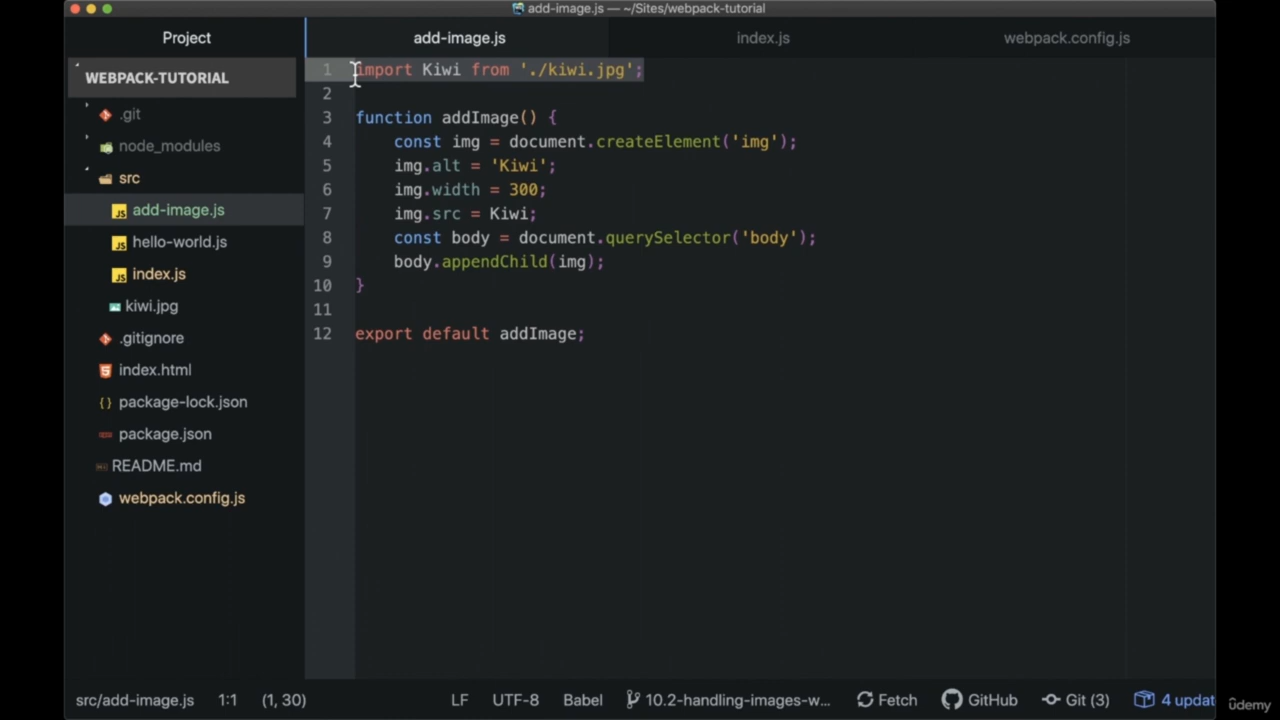 add-image.js — ~/Sites/webpack-tutorial
Project
add-image.js
index.js
webpack.config.js
WEBPACK-TUTORIAL
.git
node_modules
src
add-image.js
hello-world.js
index.js
kiwi.jpg
.gitignore
index.html
package-lock.json
package.json
README.md
webpack.config.js
1 import Kiwi from './kiwi.jpg';
2
3 function addImage() {
4 const img = document.createElement('img');
5 img.alt = 'Kiwi';
6 img.width = 300;
7 img.src = Kiwi;
8 const body = document.querySelector('body');
9 body.appendChild(img);
10 }
11
12 export default addImage;
src/add-image.js 1:1 (1, 30) LF UTF-8 Babel 10.2-handling-images-w... Fetch GitHub Git (3) 4 updat
ûdemy